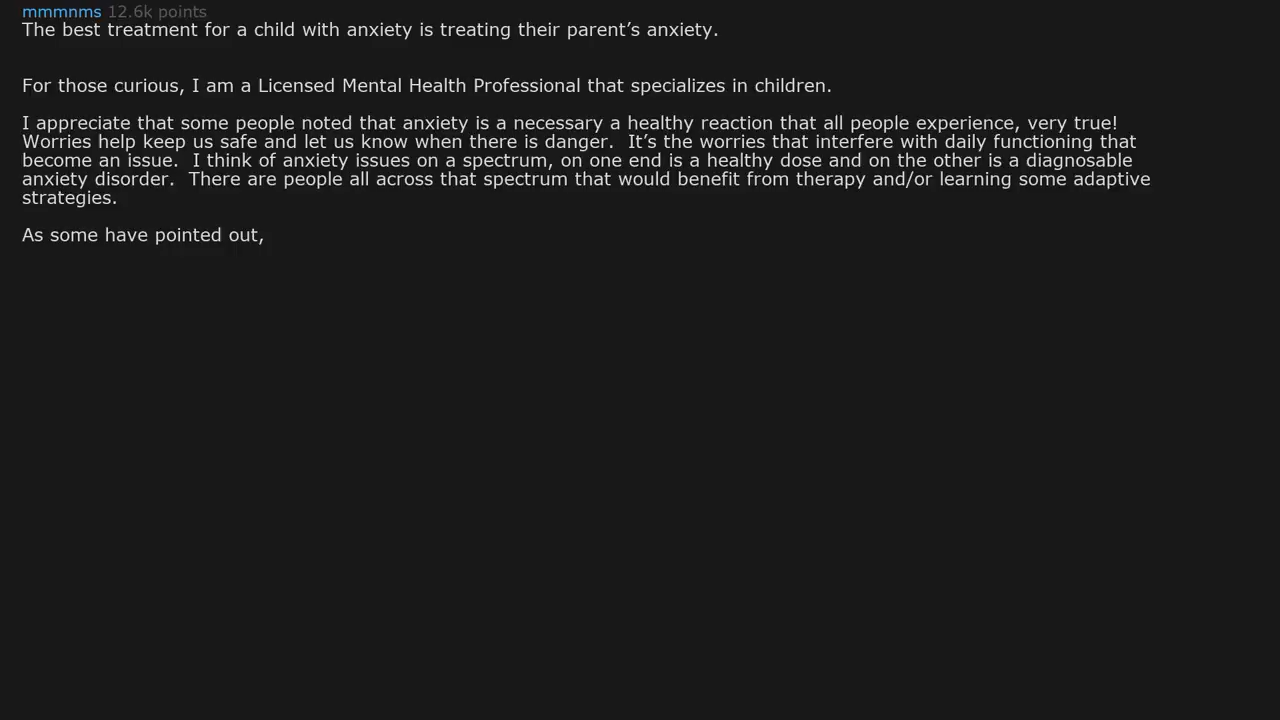 mmmnms 12.6k points
The best treatment for a child with anxiety is treating their parent’s anxiety.
For those curious, I am a Licensed Mental Health Professional that specializes in children.
I appreciate that some people noted that anxiety is a necessary a healthy reaction that all people experience, very true!
Worries help keep us safe and let us know when there is danger.  It’s the worries that interfere with daily functioning that
become an issue.  I think of anxiety issues on a spectrum, on one end is a healthy dose and on the other is a diagnosable
anxiety disorder.  There are people all across that spectrum that would benefit from therapy and/or learning some adaptive
strategies.
As some have pointed out,